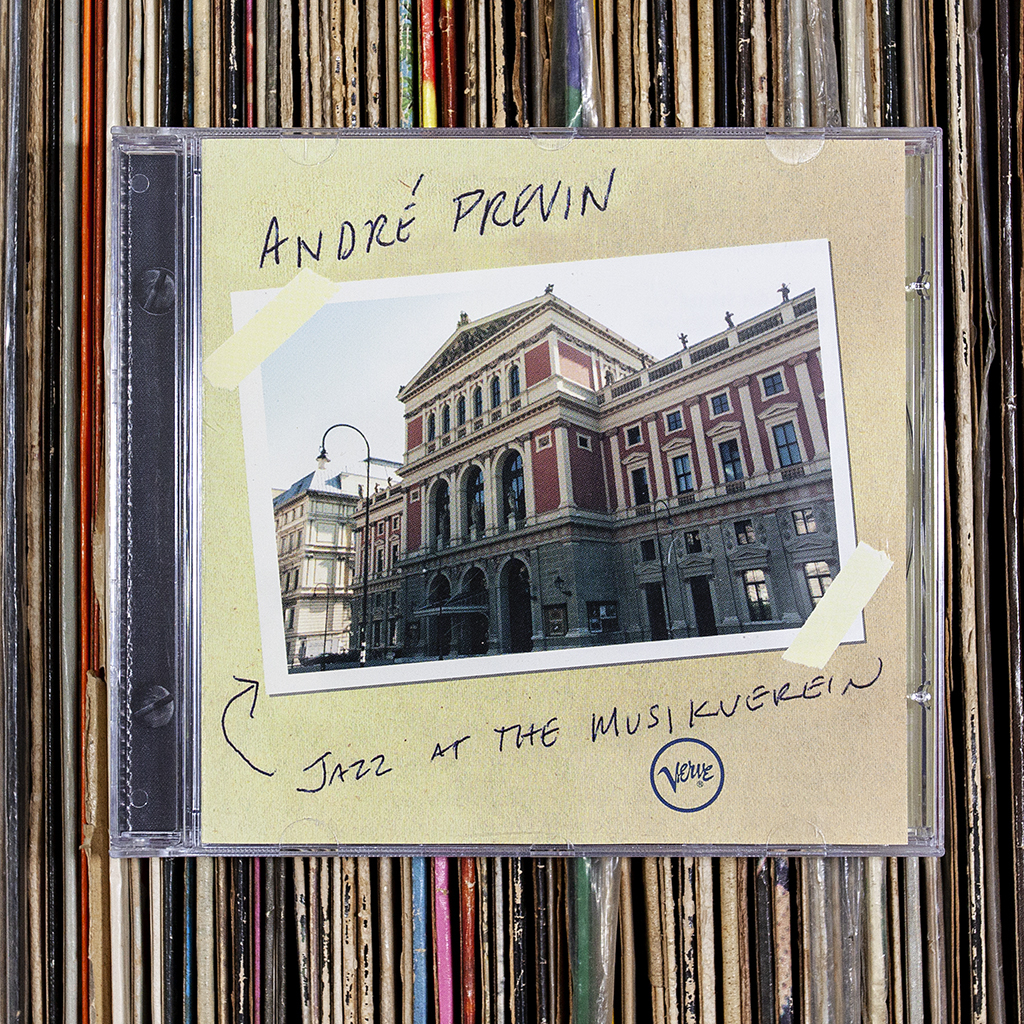 ANDRÉ PREVIN
JAZZ AT THE MUSIKVEREIN
Verve
®